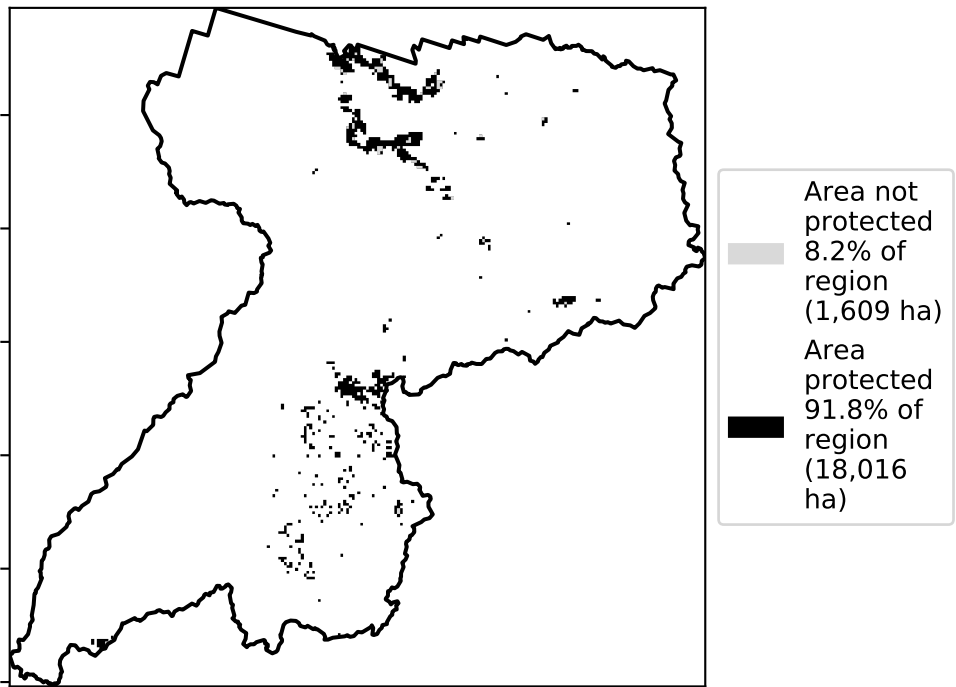 Area not
protected
8.2% of
region
(1,609 ha)
Area
protected
91.8% of
region
(18,016
ha)